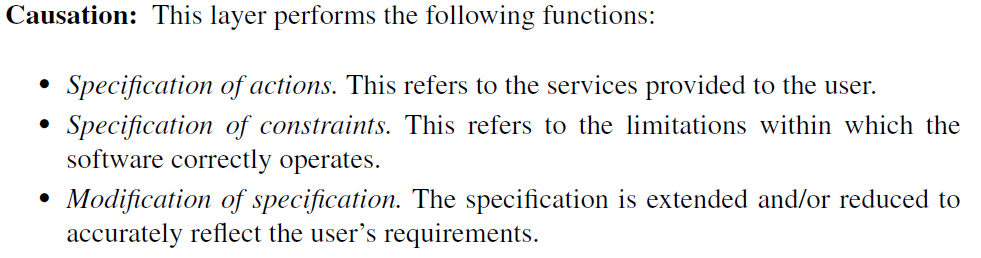 Causation: This layer performs the following functions:
• Specification of actions. This refers to the services provided to the user.
• Specification of constraints. This refers to the limitations within which the
software correctly operates.
• Modification of specification. The specification is extended and/or reduced to
accurately reflect the user's requirements.